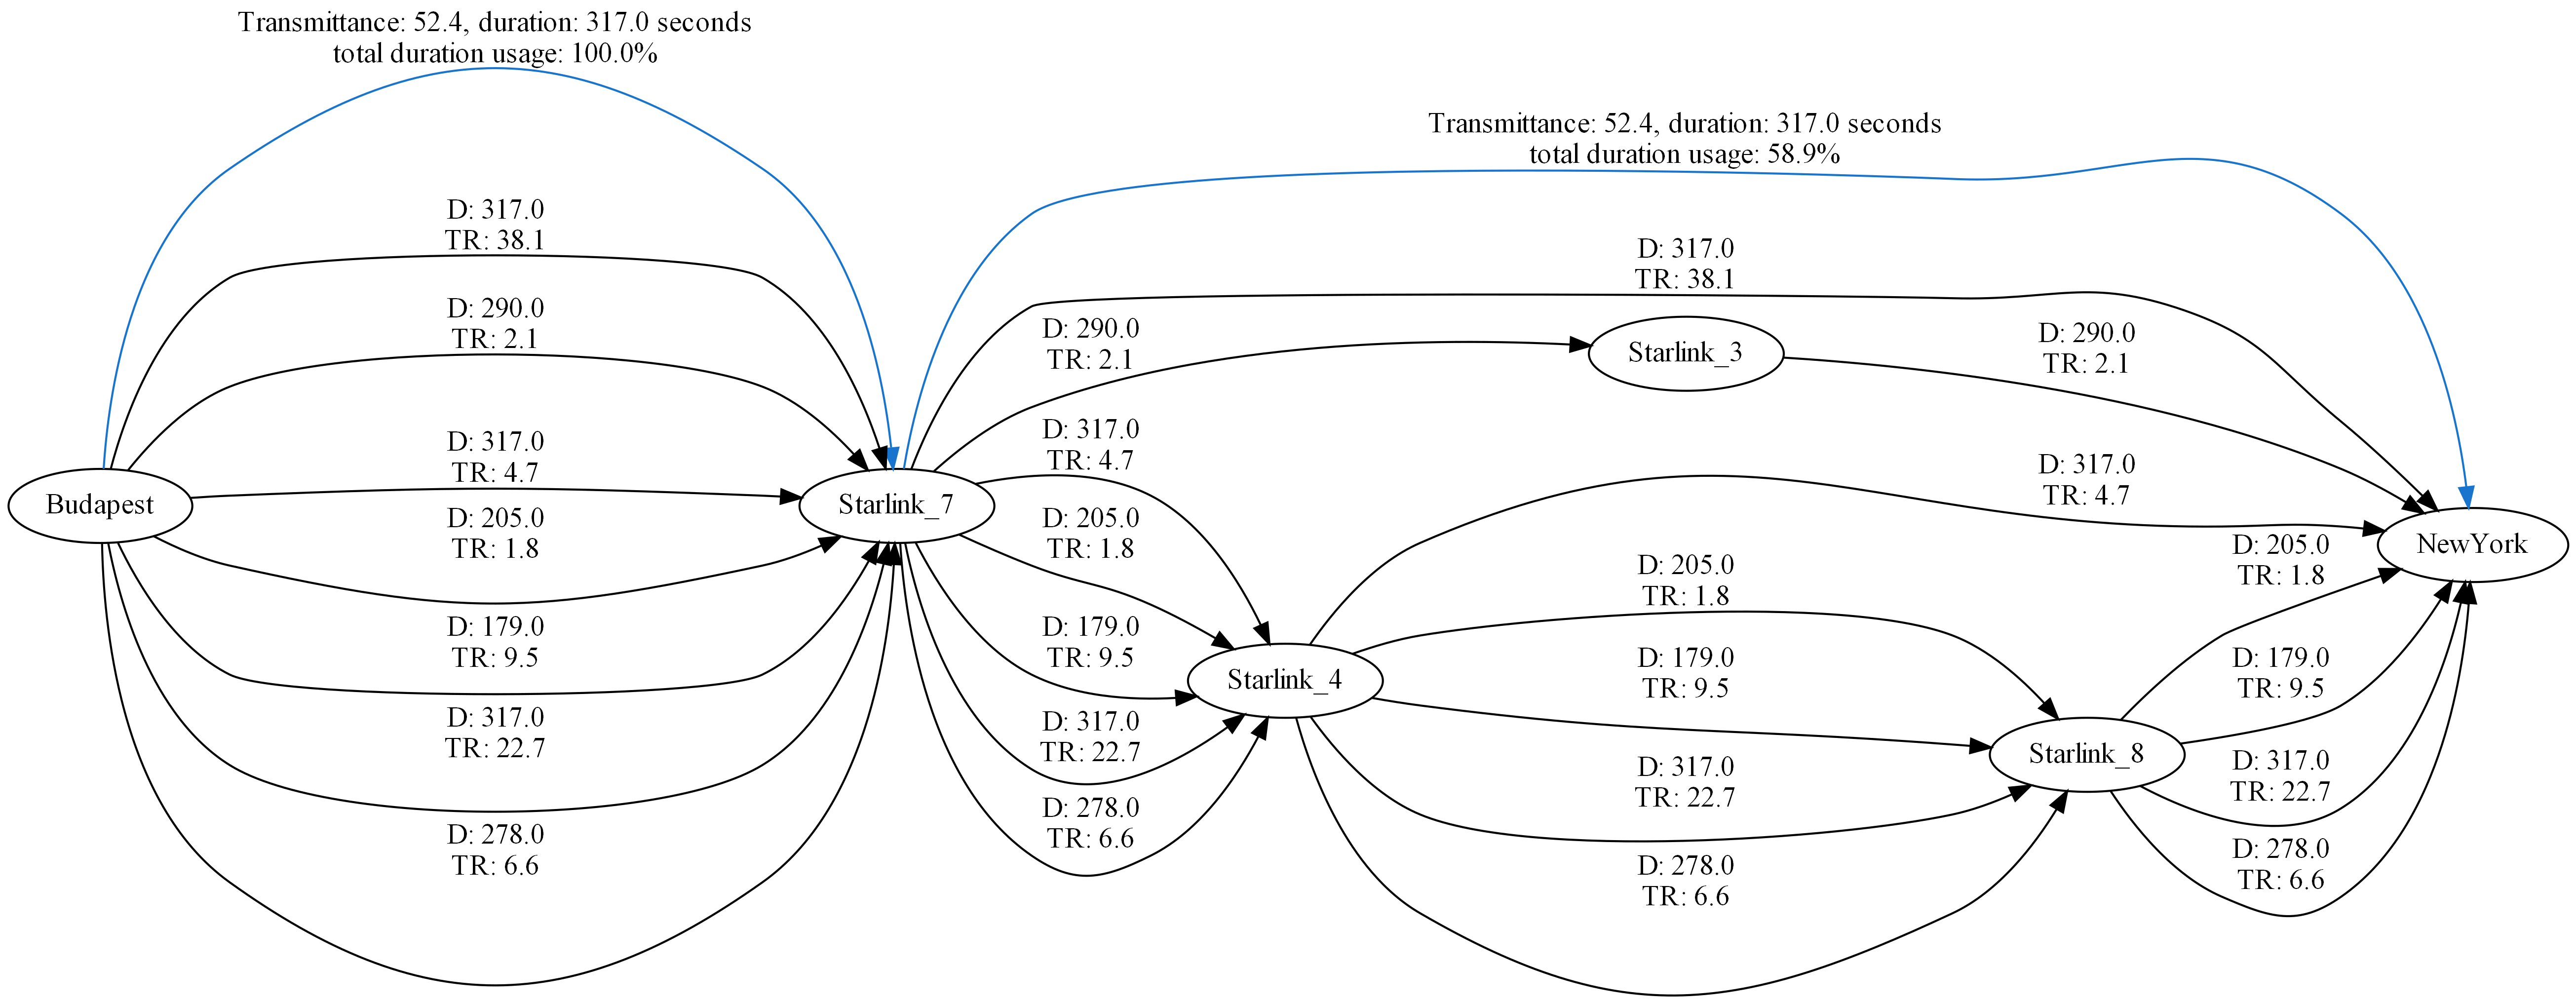 Transmittance: 52.4, duration: 317.0 seconds
total duration usage: 100.0%
Transmittance: 52.4, duration: 317.0 seconds
total duration usage: 58.9%
D: 317.0
TR: 38.1
D: 290.0
TR: 2.1
D: 317.0
TR: 4.7
D: 205.0
TR: 1.8
D: 179.0
TR: 9.5
D: 317.0
TR: 22.7
D: 278.0
TR: 6.6
Budapest
Starlink_7
D: 317.0
TR: 38.1
D: 290.0
TR: 2.1
D: 317.0
TR: 4.7
D: 205.0
TR: 1.8
D: 179.0
TR: 9.5
D: 317.0
TR: 22.7
D: 278.0
TR: 6.6
Starlink_3
Starlink_4
D: 290.0
TR: 2.1
D: 317.0
TR: 4.7
D: 205.0
TR: 1.8
D: 179.0
TR: 9.5
D: 317.0
TR: 22.7
D: 278.0
TR: 6.6
Starlink_8
D: 205.0
TR: 1.8
D: 179.0
TR: 9.5
D: 317.0
TR: 22.7
D: 278.0
TR: 6.6
NewYork